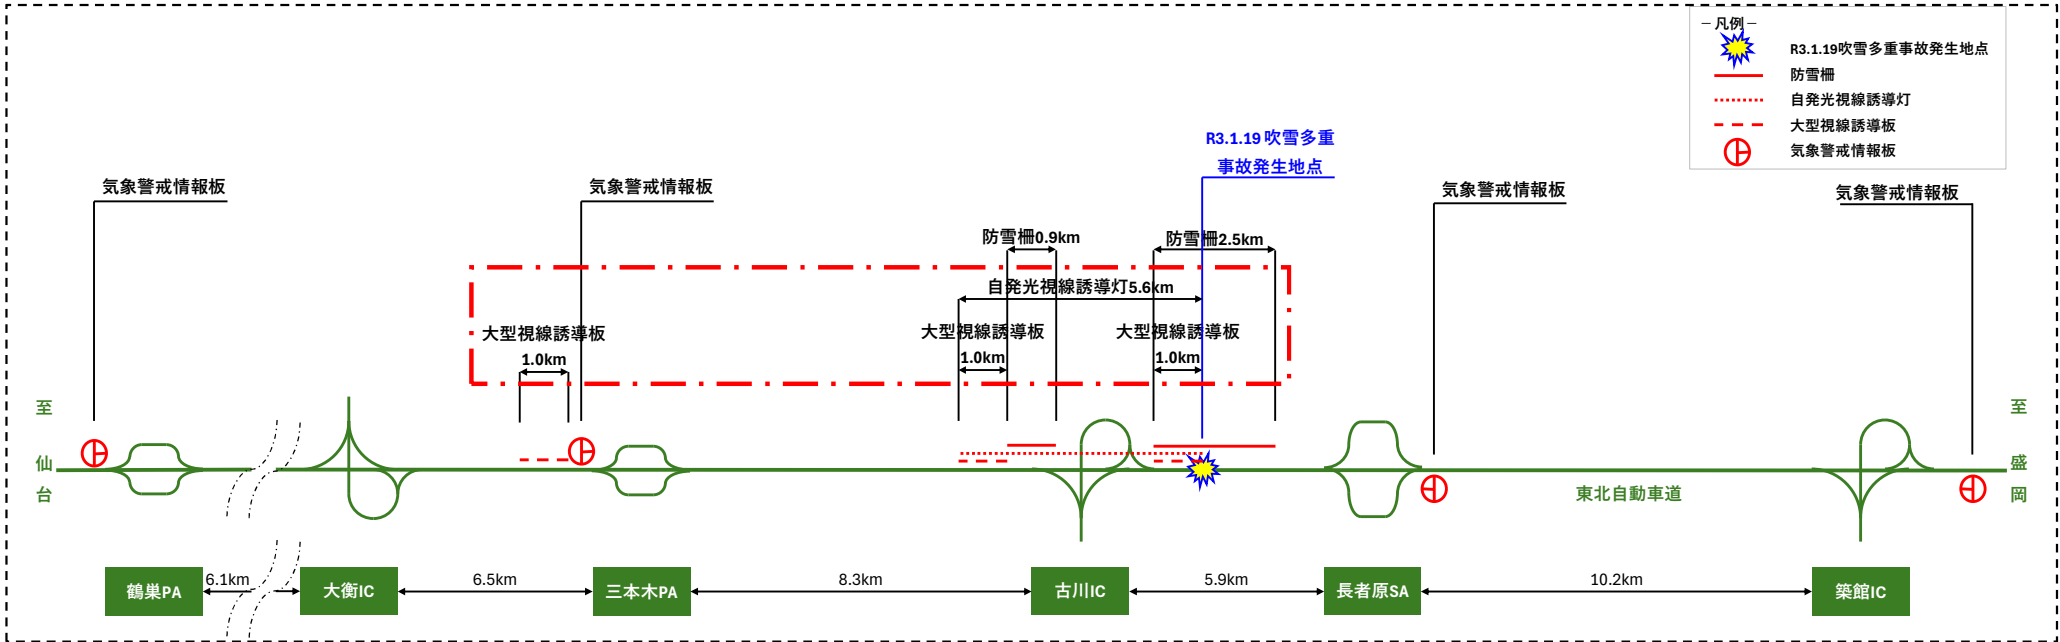 －凡例－
R3.1.19吹雪多重事故発生地点
防雪柵
自発光視線誘導灯
大型視線誘導板
気象警戒情報板
R3.1.19 吹雪多重
事故発生地点
気象警戒情報板
気象警戒情報板
気象警戒情報板
気象警戒情報板
防雪柵0.9km
防雪柵2.5km
自発光視線誘導灯5.6km
大型視線誘導板
1.0km
大型視線誘導板
1.0km
大型視線誘導板
1.0km
至
仙
台
至
盛
岡
東北自動車道
鶴巣PA
6.1km
大衡IC
6.5km
三本木PA
8.3km
古川IC
5.9km
長者原SA
10.2km
築館IC